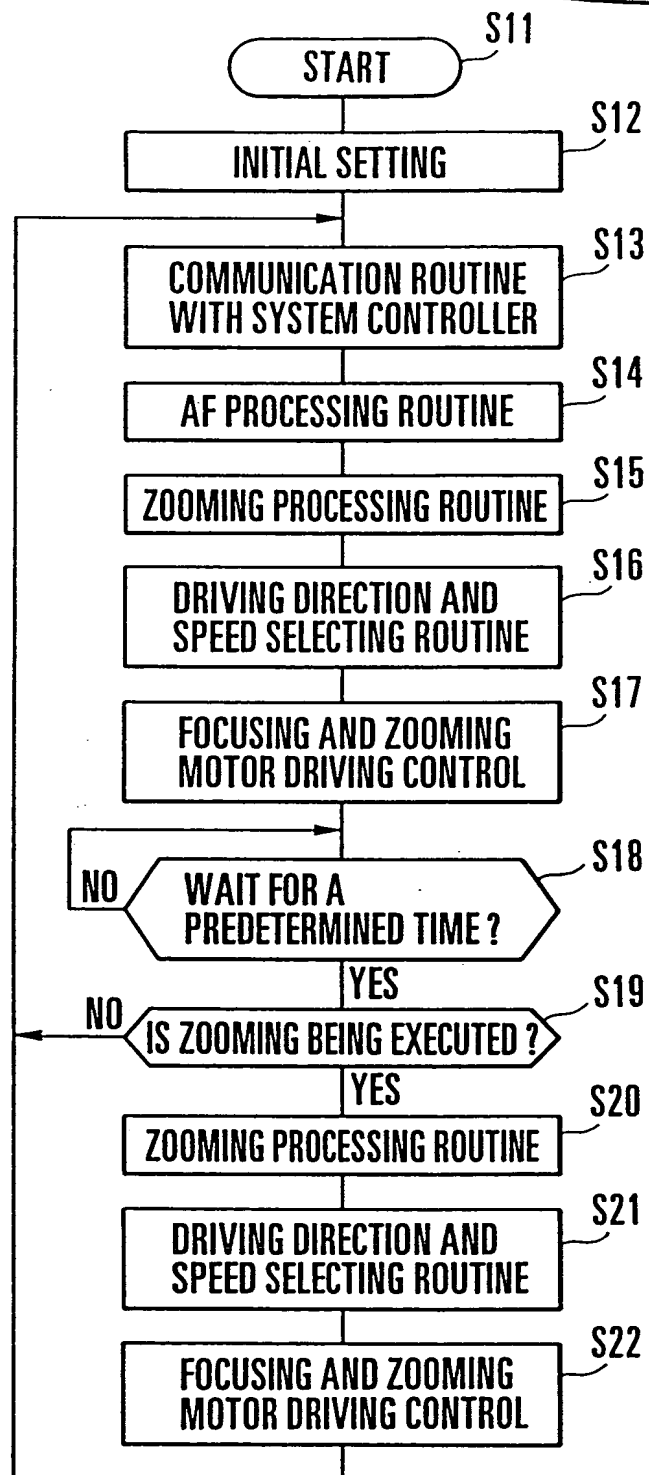 S11
START
S12
INITIAL SETTING
S13
COMMUNICATION ROUTINE
WITH SYSTEM CONTROLLER
S14
AF PROCESSING ROUTINE
S15
ZOOMING PROCESSING ROUTINE
S16
DRIVING DIRECTION AND
SPEED SELECTING ROUTINE
S17
FOCUSING AND ZOOMING
MOTOR DRIVING CONTROL
S18
NO
WAIT FOR A
PREDETERMINED TIME ?
YES
S19
NO
IS ZOOMING BEING EXECUTED ?
YES
S20
ZOOMING PROCESSING ROUTINE
S21
DRIVING DIRECTION AND
SPEED SELECTING ROUTINE
S22
FOCUSING AND ZOOMING
MOTOR DRIVING CONTROL